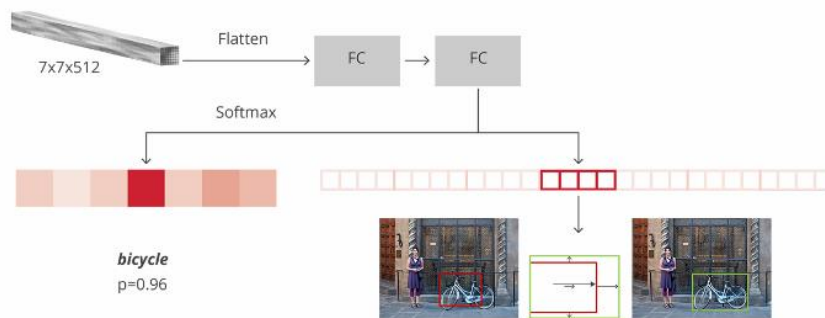 Flatten
FC
FC
7x7x512
Softmax
bicycle
p=0.96